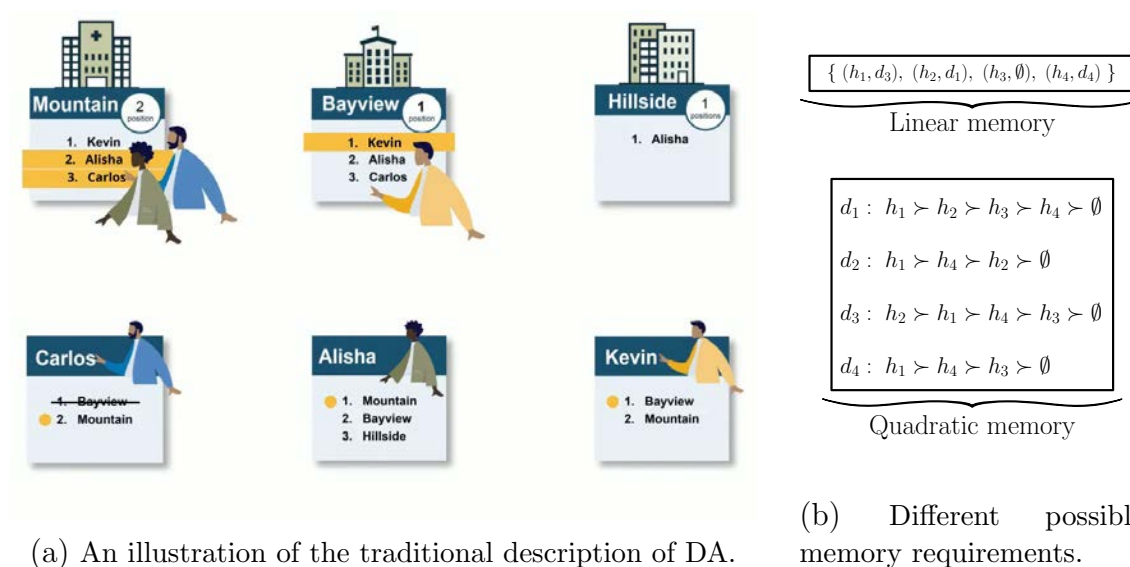 Mountain
2
position
1. Kevin
2. Alisha
3. Carlos
Bayview
1
position
1. Kevin
2. Alisha
3. Carlos
Hillside
1
positions
1. Alisha
Carlos
1. Bayview
2. Mountain
Alisha
1. Mountain
2. Bayview
3. Hillside
Kevin
1. Bayview
2. Mountain
(a) An illustration of the traditional description of DA.
{ (h₁, d₃), (h₂, d₁), (h₃, ∅), (h₄, d₄) }
Linear memory
d₁ : h₁ ≻ h₂ ≻ h₃ ≻ h₄ ≻ ∅
d₂ : h₁ ≻ h₄ ≻ h₂ ≻ ∅
d₃ : h₂ ≻ h₁ ≻ h₄ ≻ h₃ ≻ ∅
d₄ : h₁ ≻ h₄ ≻ h₃ ≻ ∅
Quadratic memory
(b) Different possibl
memory requirements.